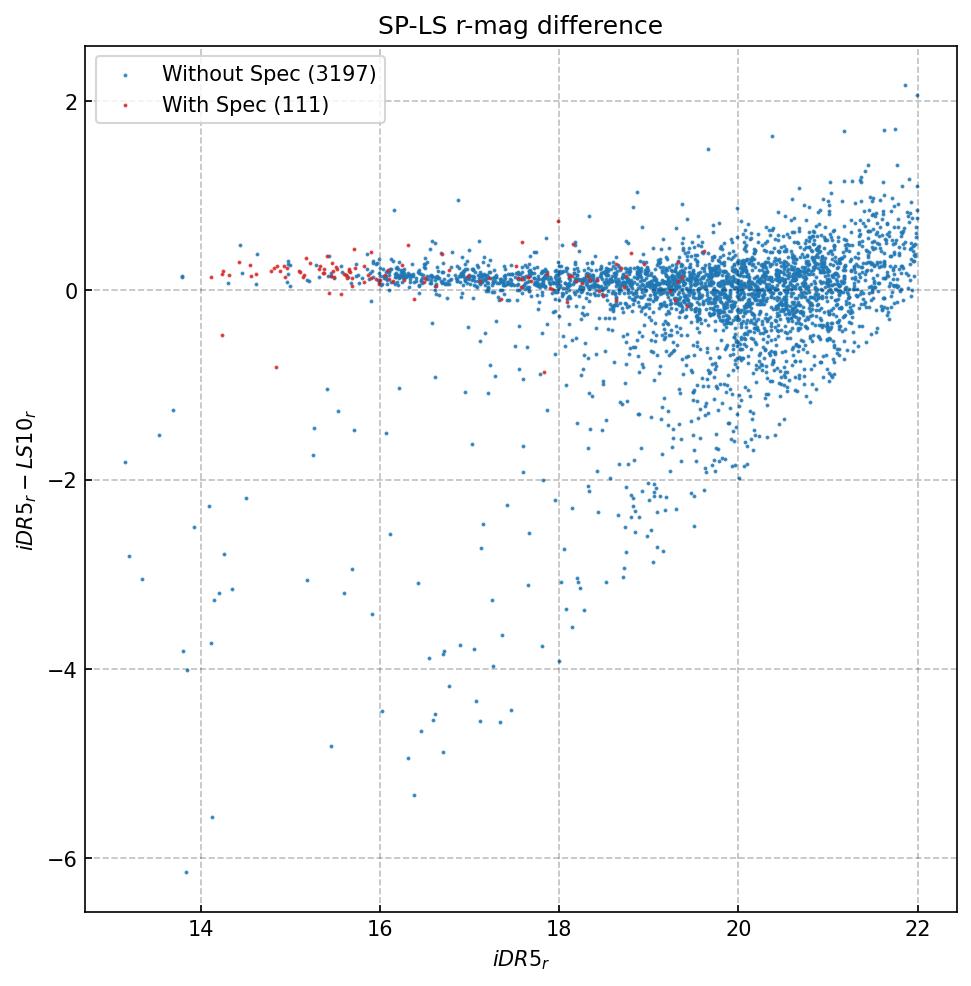 SP-LS r-mag difference
Without Spec (3197)
With Spec (111)
2
0
−2
−4
−6
iDR5r − LS10r
14 16 18 20 22
iDR5r